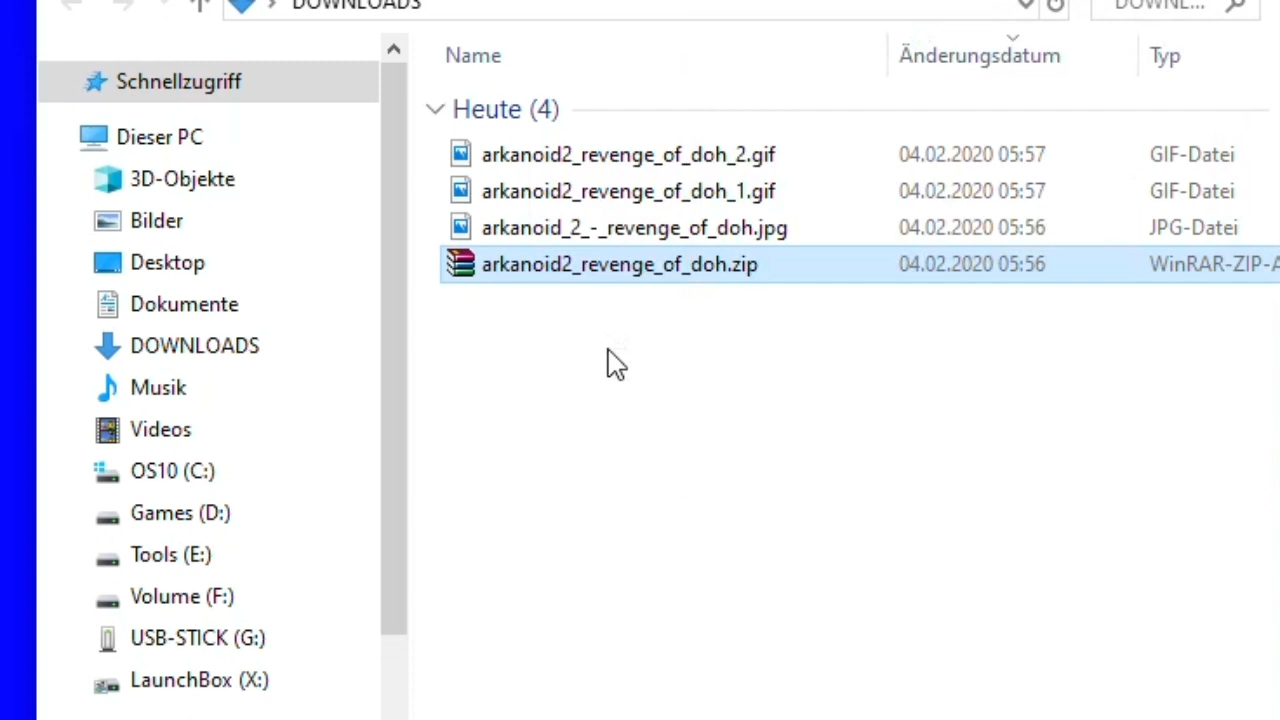 DOWNLOADS
DOWNL...
Name Änderungsdatum Typ
Schnellzugriff
Dieser PC
3D-Objekte
Bilder
Desktop
Dokumente
DOWNLOADS
Musik
Videos
OS10 (C:)
Games (D:)
Tools (E:)
Volume (F:)
USB-STICK (G:)
LaunchBox (X:)
Heute (4)
arkanoid2_revenge_of_doh_2.gif 04.02.2020 05:57 GIF-Datei
arkanoid2_revenge_of_doh_1.gif 04.02.2020 05:57 GIF-Datei
arkanoid_2_-_revenge_of_doh.jpg 04.02.2020 05:56 JPG-Datei
arkanoid2_revenge_of_doh.zip 04.02.2020 05:56 WinRAR-ZIP-A